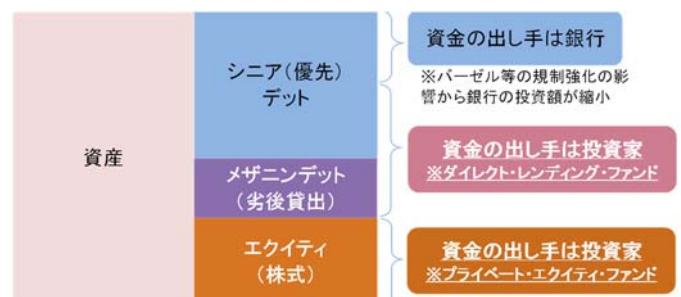 資産
シニア(優先)
デット
メザニンデット
(劣後貸出)
エクイティ
(株式)
資金の出し手は銀行
※バーゼル等の規制強化の影
響から銀行の投資額が縮小
資金の出し手は投資家
※ダイレクト・レンディング・ファンド
資金の出し手は投資家
※プライベート・エクイティ・ファンド